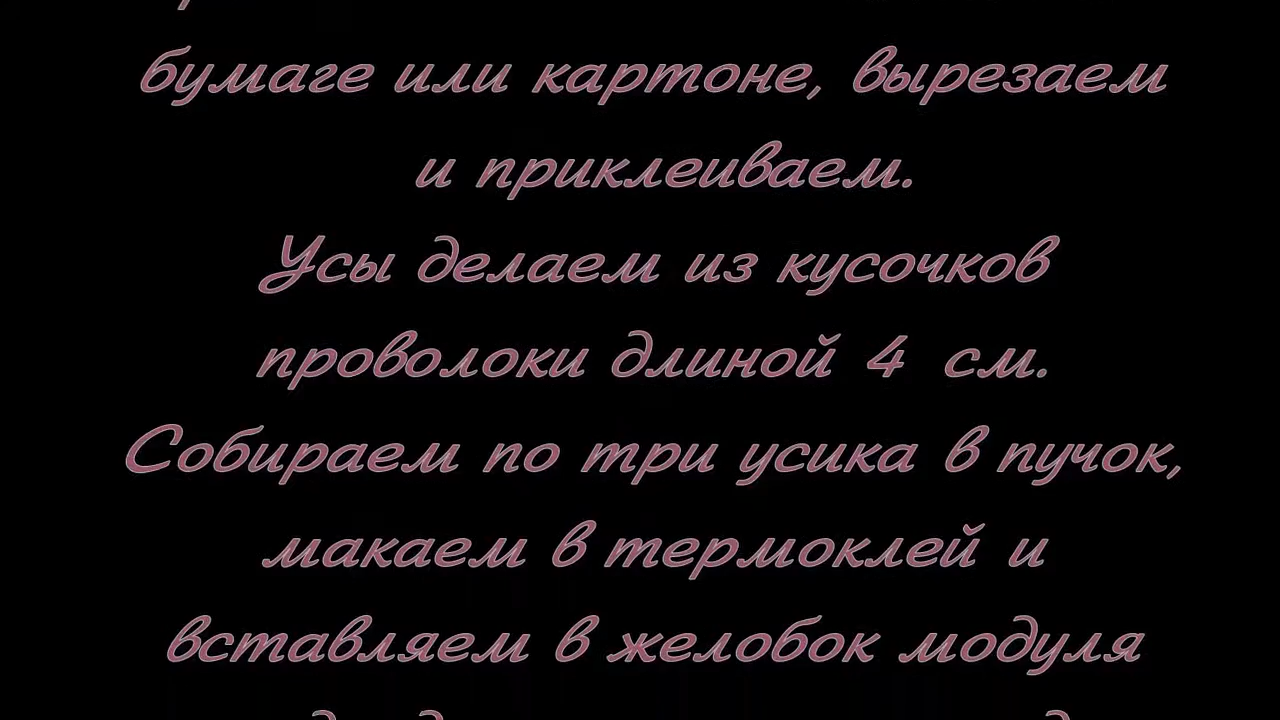 бумаге или картоне, вырезаем
и приклеиваем.
Усы делаем из кусочков
проволоки длиной 4 см.
Собираем по три усика в пучок,
макаем в термоклей и
вставляем в желобок модуля